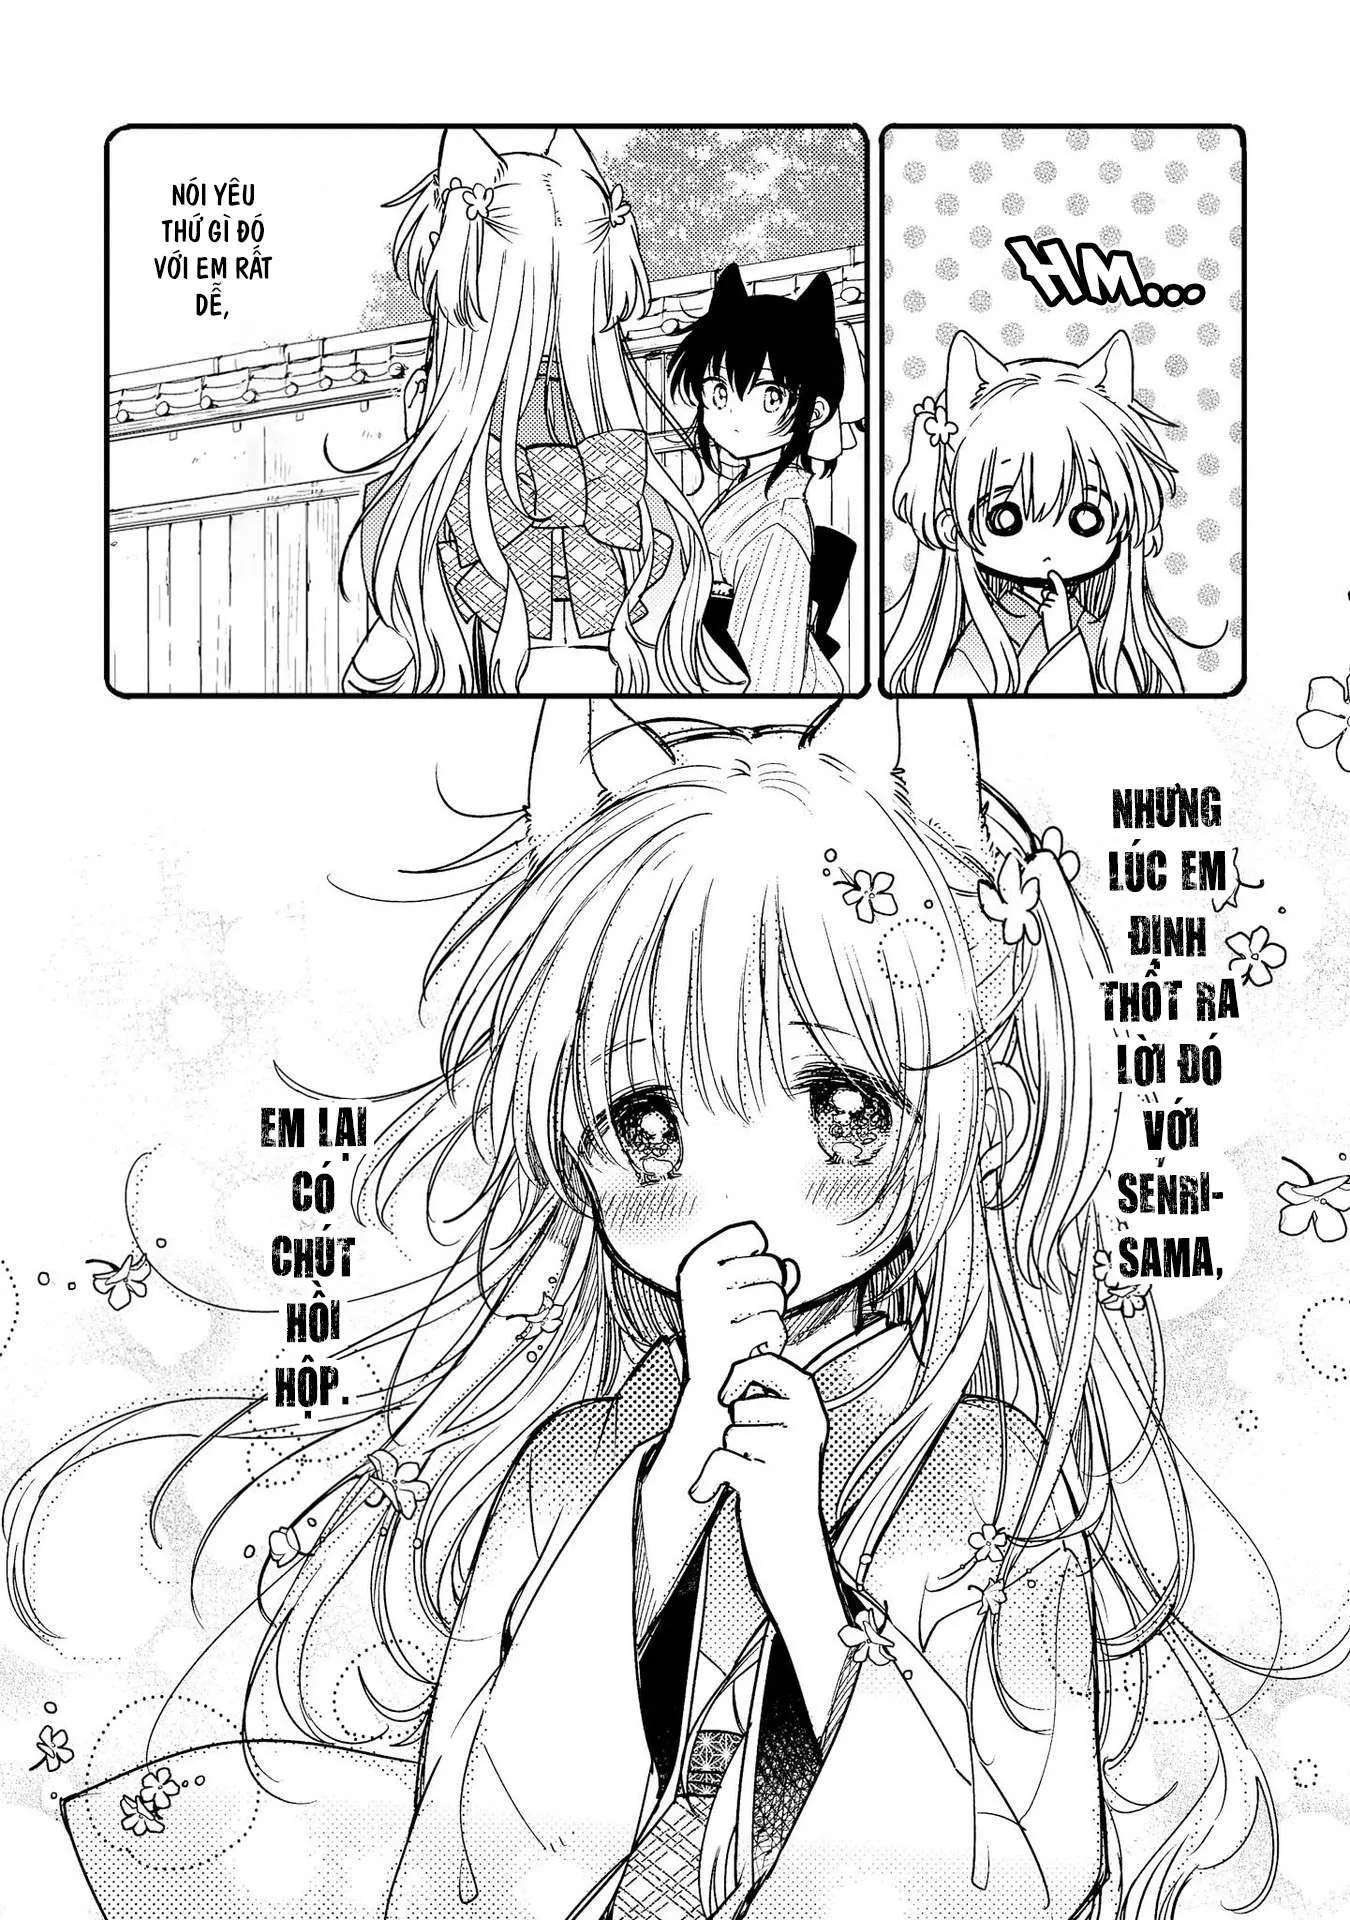 HM...
NÓI YÊU
THỨ GÌ ĐÓ
VỚI EM RẤT
DỄ,
NHƯNG
LÚC EM
ĐỊNH
THỐT RA
LỜI ĐÓ
VỚI
SENRI-
SAMA,
EM LẠI
CÓ
CHÚT
HỒI
HỘP.